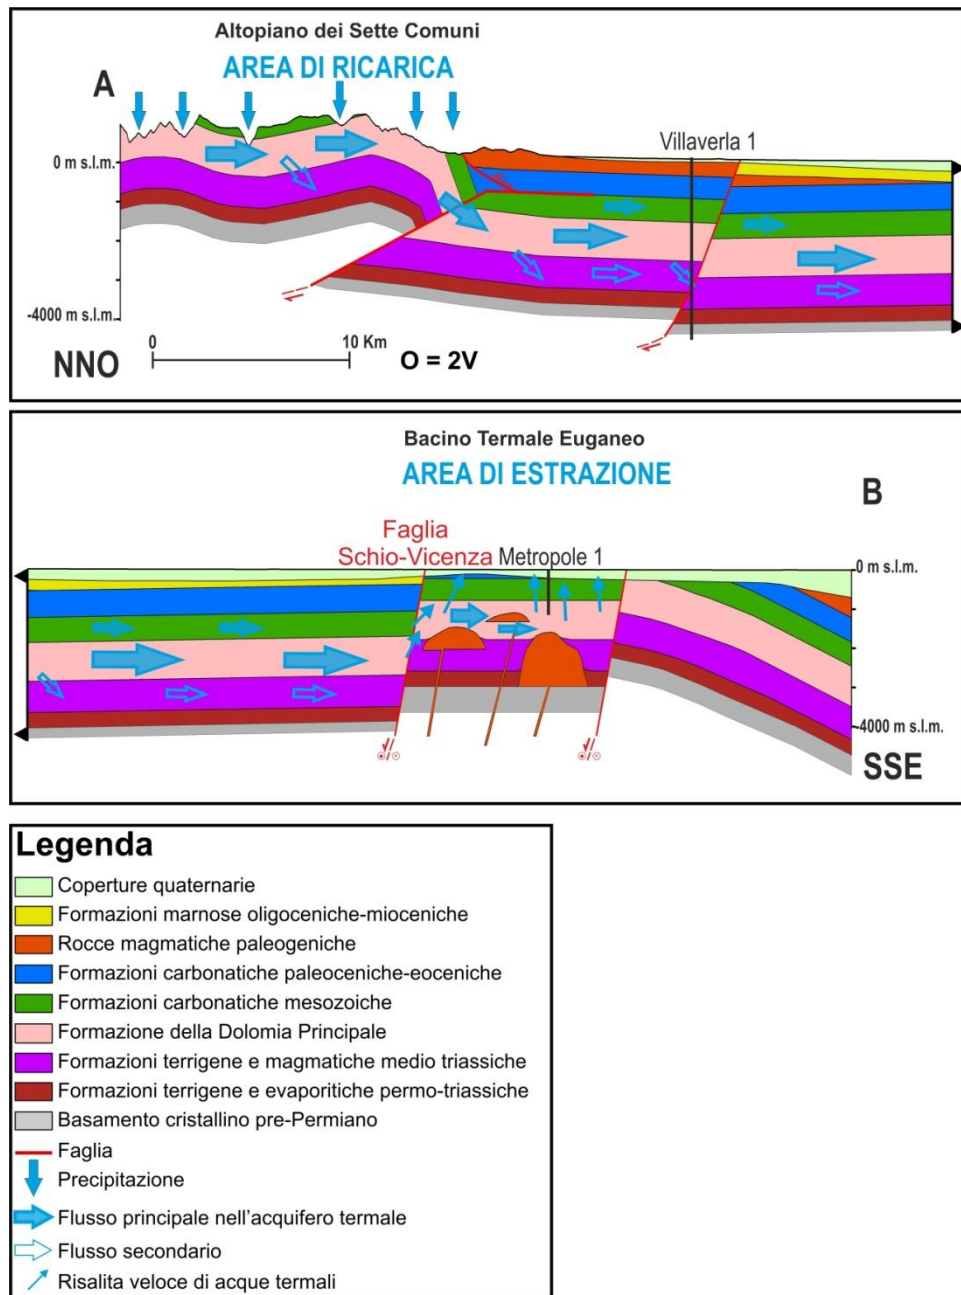 Altopiano dei Sette Comuni
AREA DI RICARICA
A
Villaverla 1
0 m s.l.m.
-4000 m s.l.m.
0
10 Km
O = 2V
NNO
Bacino Termale Euganeo
AREA DI ESTRAZIONE
B
Faglia
Schio-Vicenza
Metropole 1
0 m s.l.m.
-4000 m s.l.m.
SSE
Legenda
Coperture quaternarie
Formazioni marnose oligoceniche-mioceniche
Rocce magmatiche paleogeniche
Formazioni carbonatiche paleoceniche-eoceniche
Formazioni carbonatiche mesozoiche
Formazione della Dolomia Principale
Formazioni terrigene e magmatiche medio triassiche
Formazioni terrigene e evaporitiche permo-triassiche
Basamento cristallino pre-Permiano
Faglia
Precipitazione
Flusso principale nell'acquifero termale
Flusso secondario
Risalita veloce di acque termali